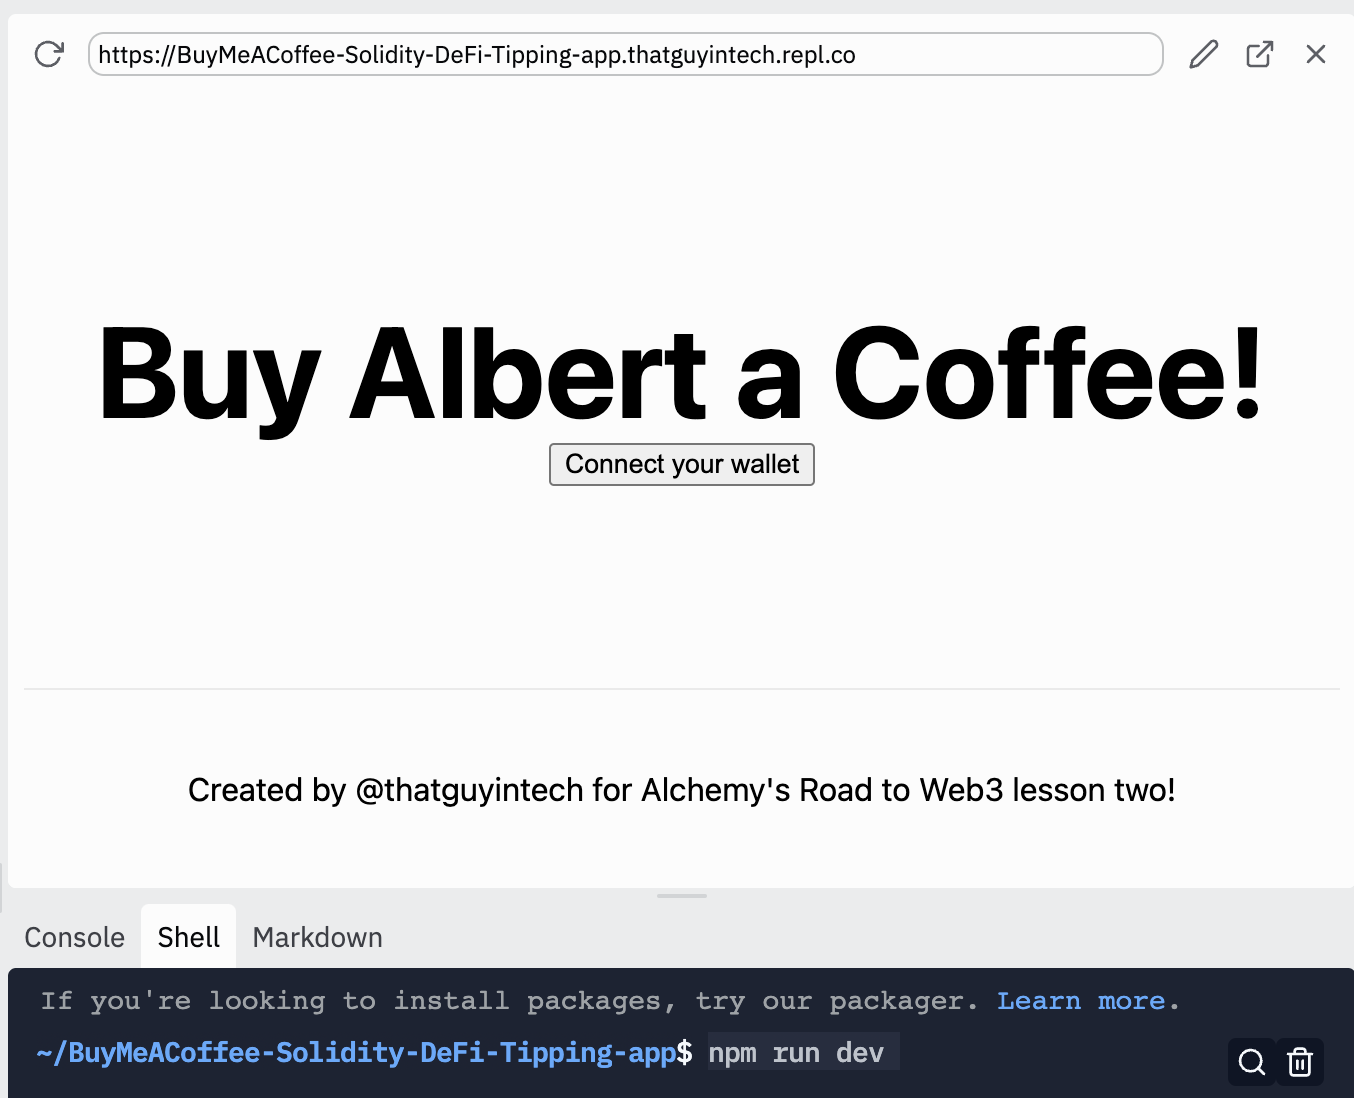 https://BuyMeACoffee-Solidity-DeFi-Tipping-app.thatguyintech.repl.co
Buy Albert a Coffee!
Connect your wallet
Created by @thatguyintech for Alchemy's Road to Web3 lesson two!
Console Shell Markdown
If you're looking to install packages, try our packager. Learn more.
~/BuyMeACoffee-Solidity-DeFi-Tipping-app$ npm run dev